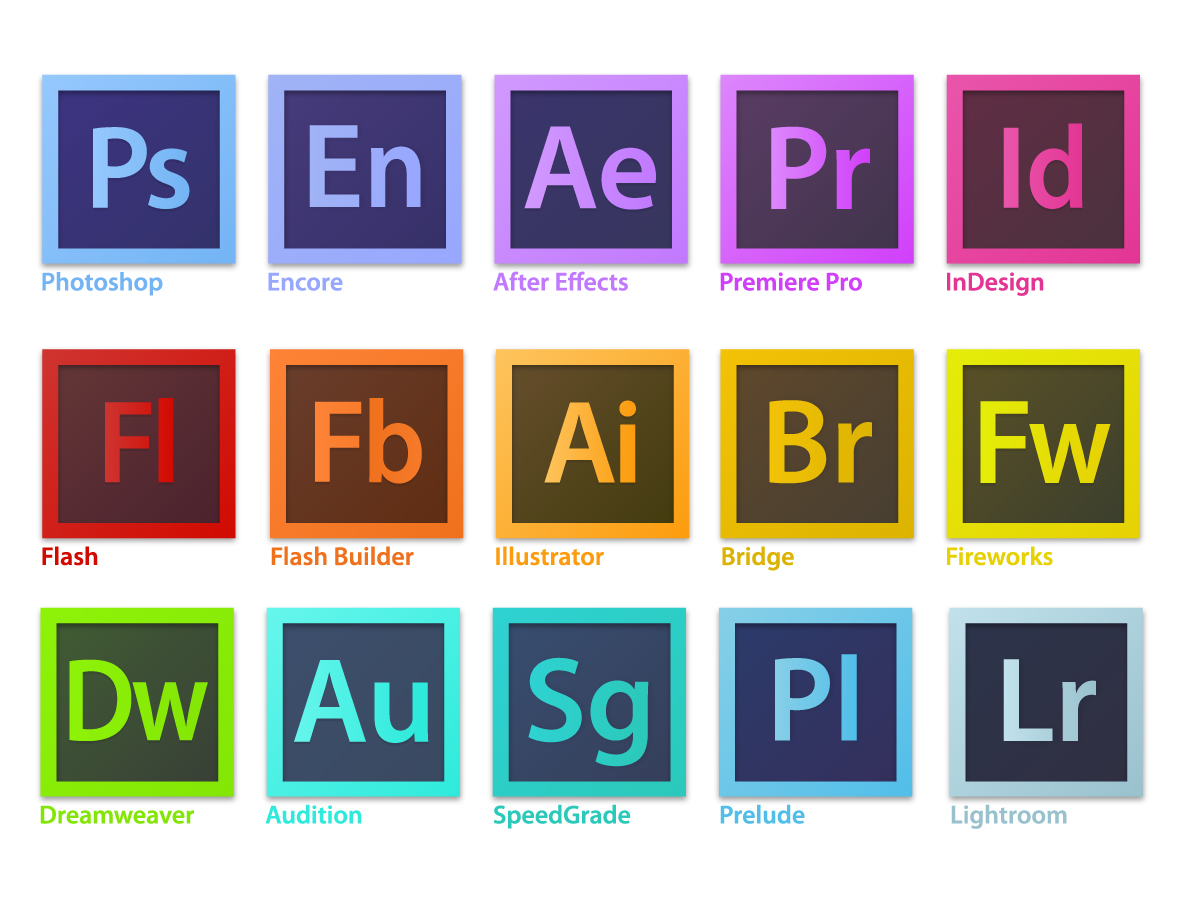 Ps En Ae Pr Id
Photoshop Encore After Effects Premiere Pro InDesign
Fl Fb Ai Br Fw
Flash Flash Builder Illustrator Bridge Fireworks
Dw Au Sg Pl Lr
Dreamweaver Audition SpeedGrade Prelude Lightroom